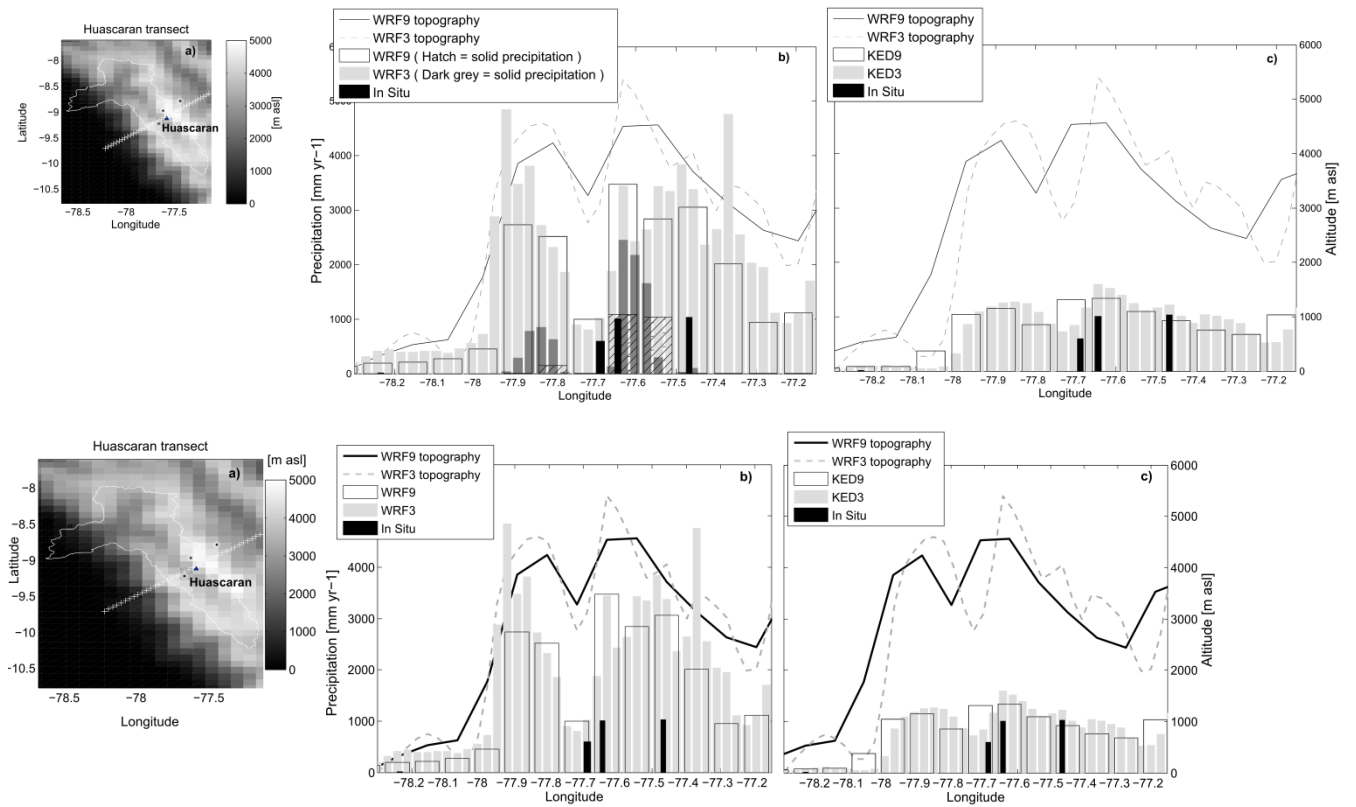 Huascaran transect
a)
5000
4000
3000
2000
1000
0
[m asl]
−8
−8.5
−9
−9.5
−10
−10.5
Latitude
Huascaran
−78.5 −78 −77.5
Longitude
WRF9 topography
WRF3 topography
WRF9 ( Hatch = solid precipitation )
WRF3 ( Dark grey = solid precipitation )
In Situ
b)
4000
3000
2000
1000
0
Precipitation [mm yr−1]
−78.2 −78.1 −78 −77.9 −77.8 −77.7 −77.6 −77.5 −77.4 −77.3 −77.2
Longitude
WRF9 topography
WRF3 topography
KED9
KED3
In Situ
c)
6000
5000
4000
3000
2000
1000
0
Altitude [m asl]
−78.2 −78.1 −78 −77.9 −77.8 −77.7 −77.6 −77.5 −77.4 −77.3 −77.2
Longitude
Huascaran transect
[m asl]
a)
5000
4000
3000
2000
1000
0
−8
−8.5
−9
−9.5
−10
−10.5
Latitude
Huascaran
−78.5 −78 −77.5
Longitude
WRF9 topography
WRF3 topography
WRF9
WRF3
In Situ
b)
4000
3000
2000
1000
0
Precipitation [mm yr−1]
−78.2 −78.1 −78 −77.9 −77.8 −77.7 −77.6 −77.5 −77.4 −77.3 −77.2
Longitude
WRF9 topography
WRF3 topography
KED9
KED3
In Situ
c)
6000
5000
4000
3000
2000
1000
0
Altitude [m asl]
−78.2 −78.1 −78 −77.9 −77.8 −77.7 −77.6 −77.5 −77.4 −77.3 −77.2
Longitude